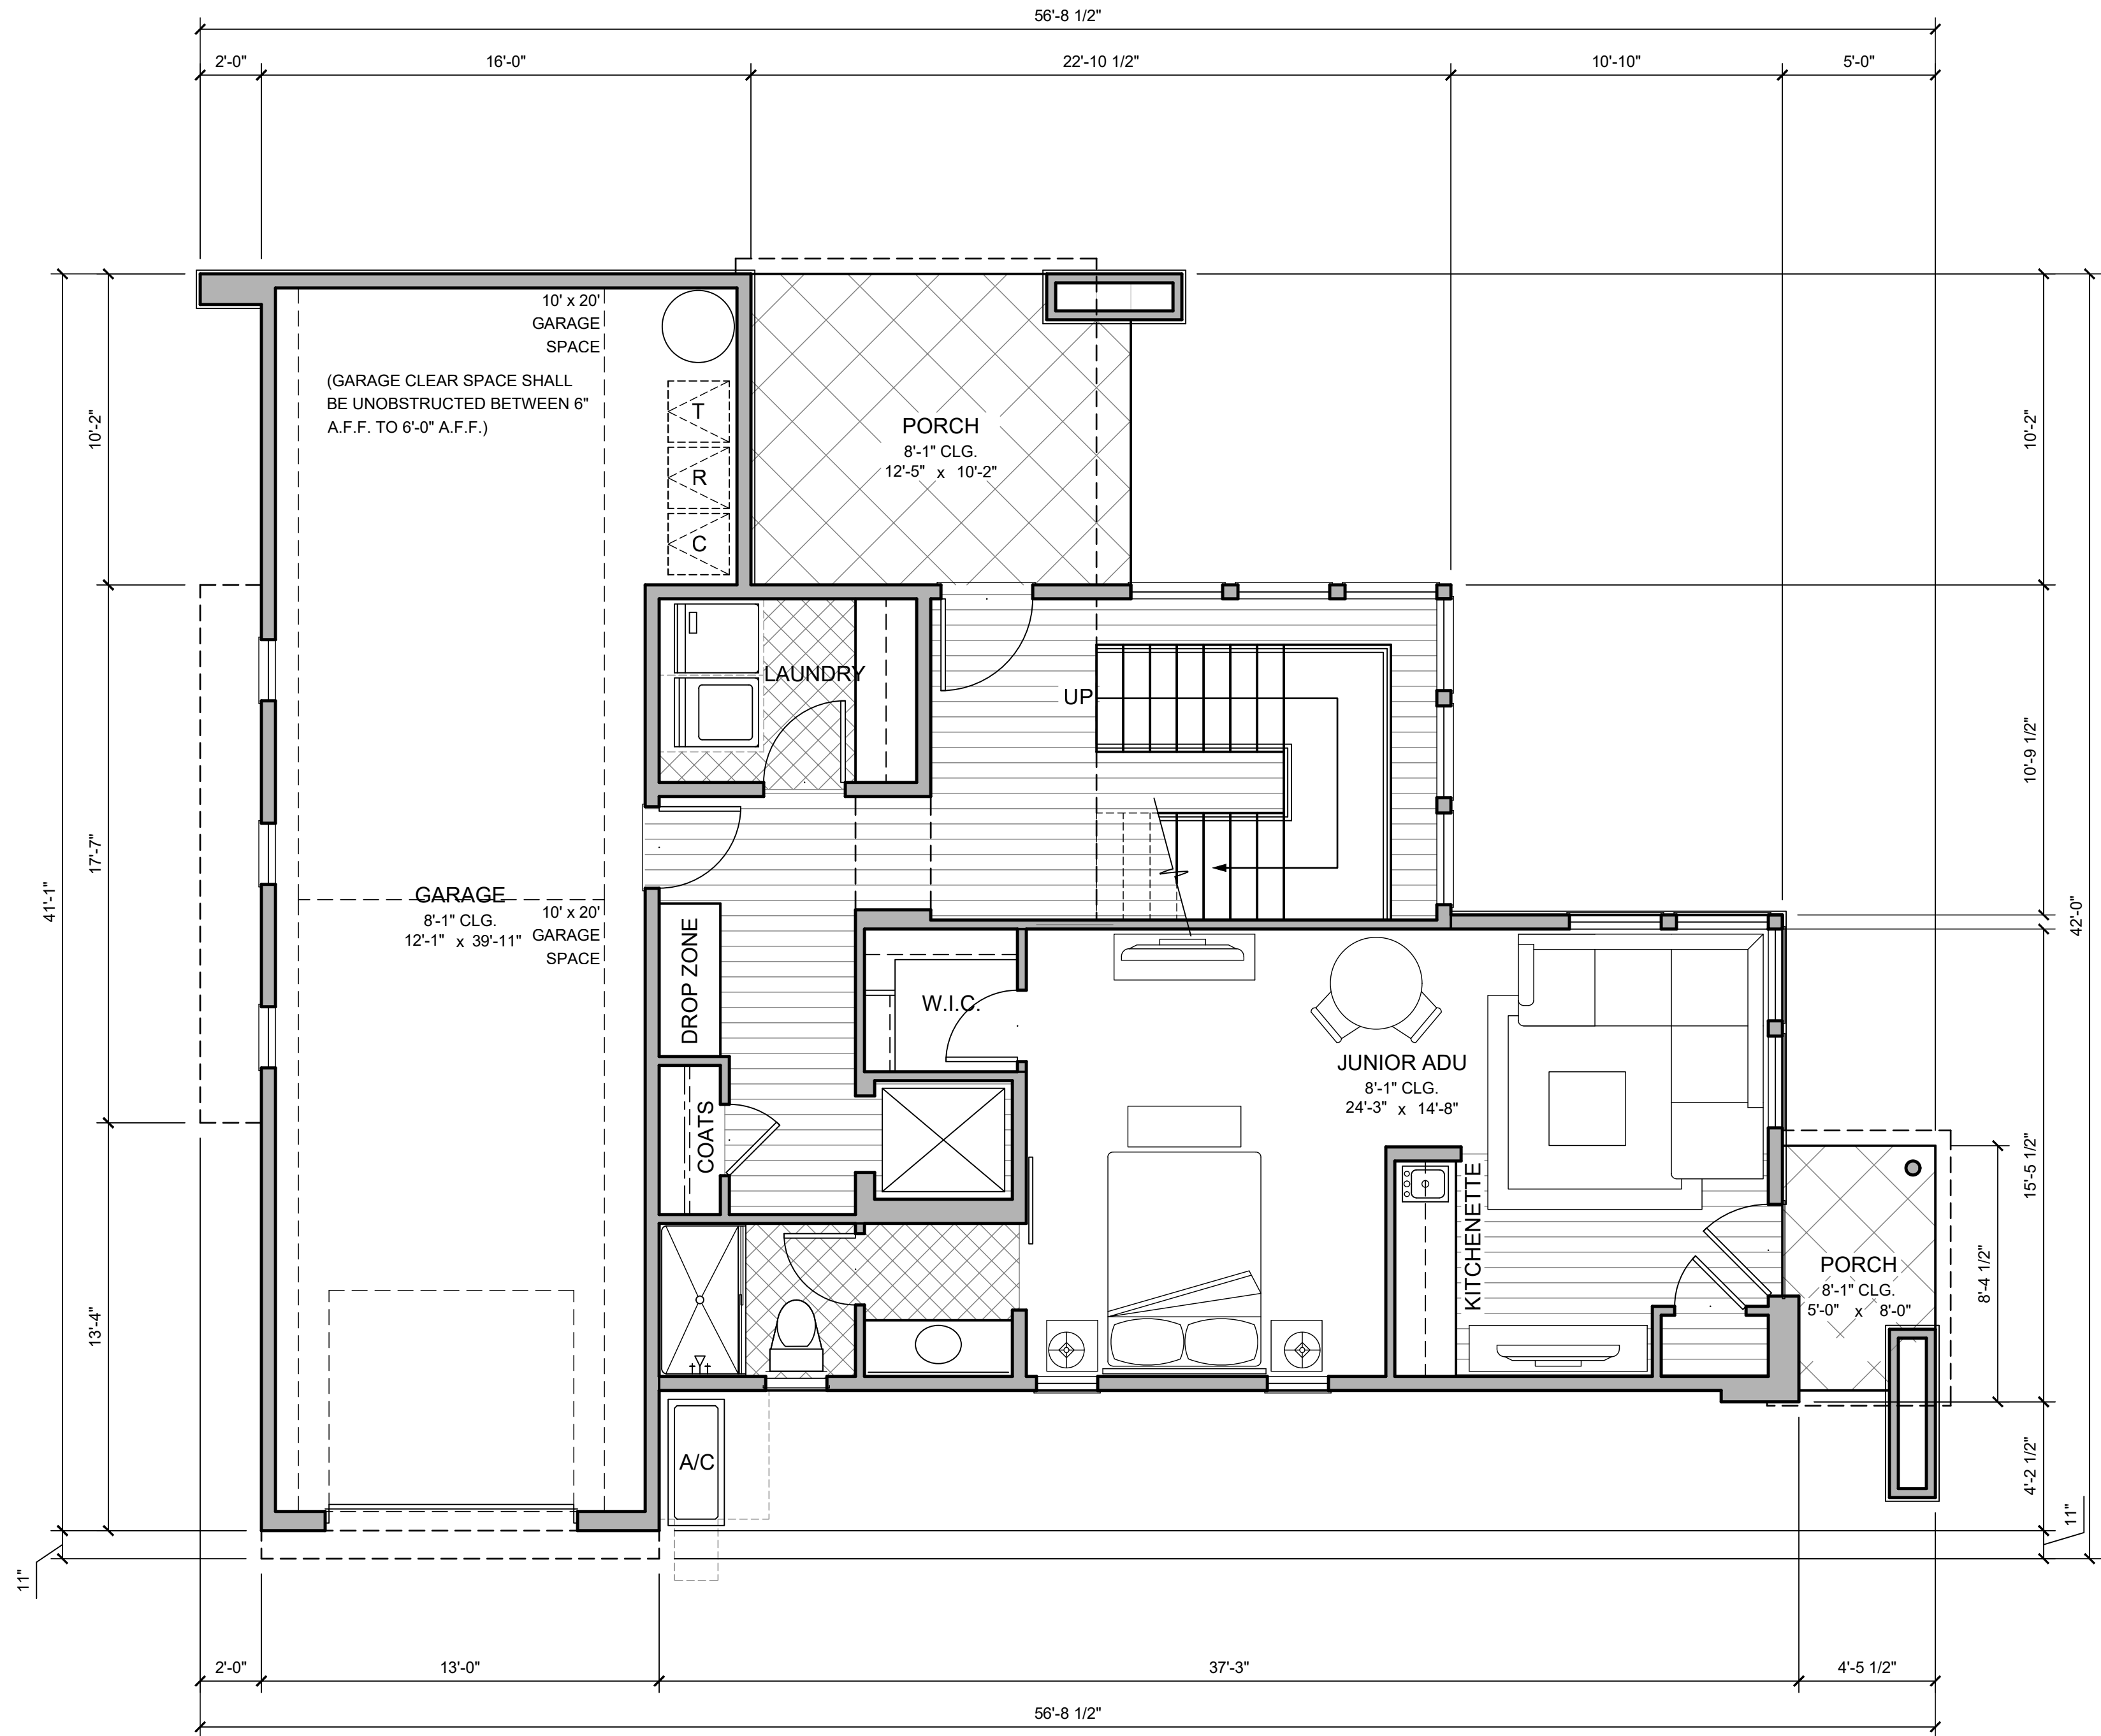 56'-8 1/2"
2'-0"
16'-0"
22'-10 1/2"
10'-10"
5'-0"
10' x 20'
GARAGE
SPACE
(GARAGE CLEAR SPACE SHALL
BE UNOBSTRUCTED BETWEEN 6"
A.F.F. TO 6'-0" A.F.F.)
T
R
C
PORCH
8'-1" CLG.
12'-5" x 10'-2"
10'-2"
10'-2"
LAUNDRY
UP
10'-9 1/2"
17'-7"
41'-1"
42'-0"
GARAGE
8'-1" CLG.
12'-1" x 39'-11"
10' x 20'
GARAGE
SPACE
DROP ZONE
W.I.C.
JUNIOR ADU
8'-1" CLG.
24'-3" x 14'-8"
COATS
15'-5 1/2"
KITCHENETTE
PORCH
8'-1" CLG.
5'-0" x 8'-0"
8'-4 1/2"
13'-4"
A/C
4'-2 1/2"
11"
11"
2'-0"
13'-0"
37'-3"
4'-5 1/2"
56'-8 1/2"